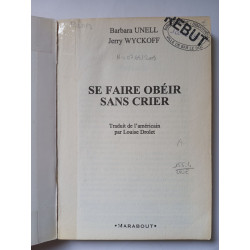 Barbara UNELL
Jerry WYCKOFF
REBUT
SE FAIRE OBÉIR
SANS CRIER
Traduit de l'américain
par Louise Drolet
•MARABOUT•